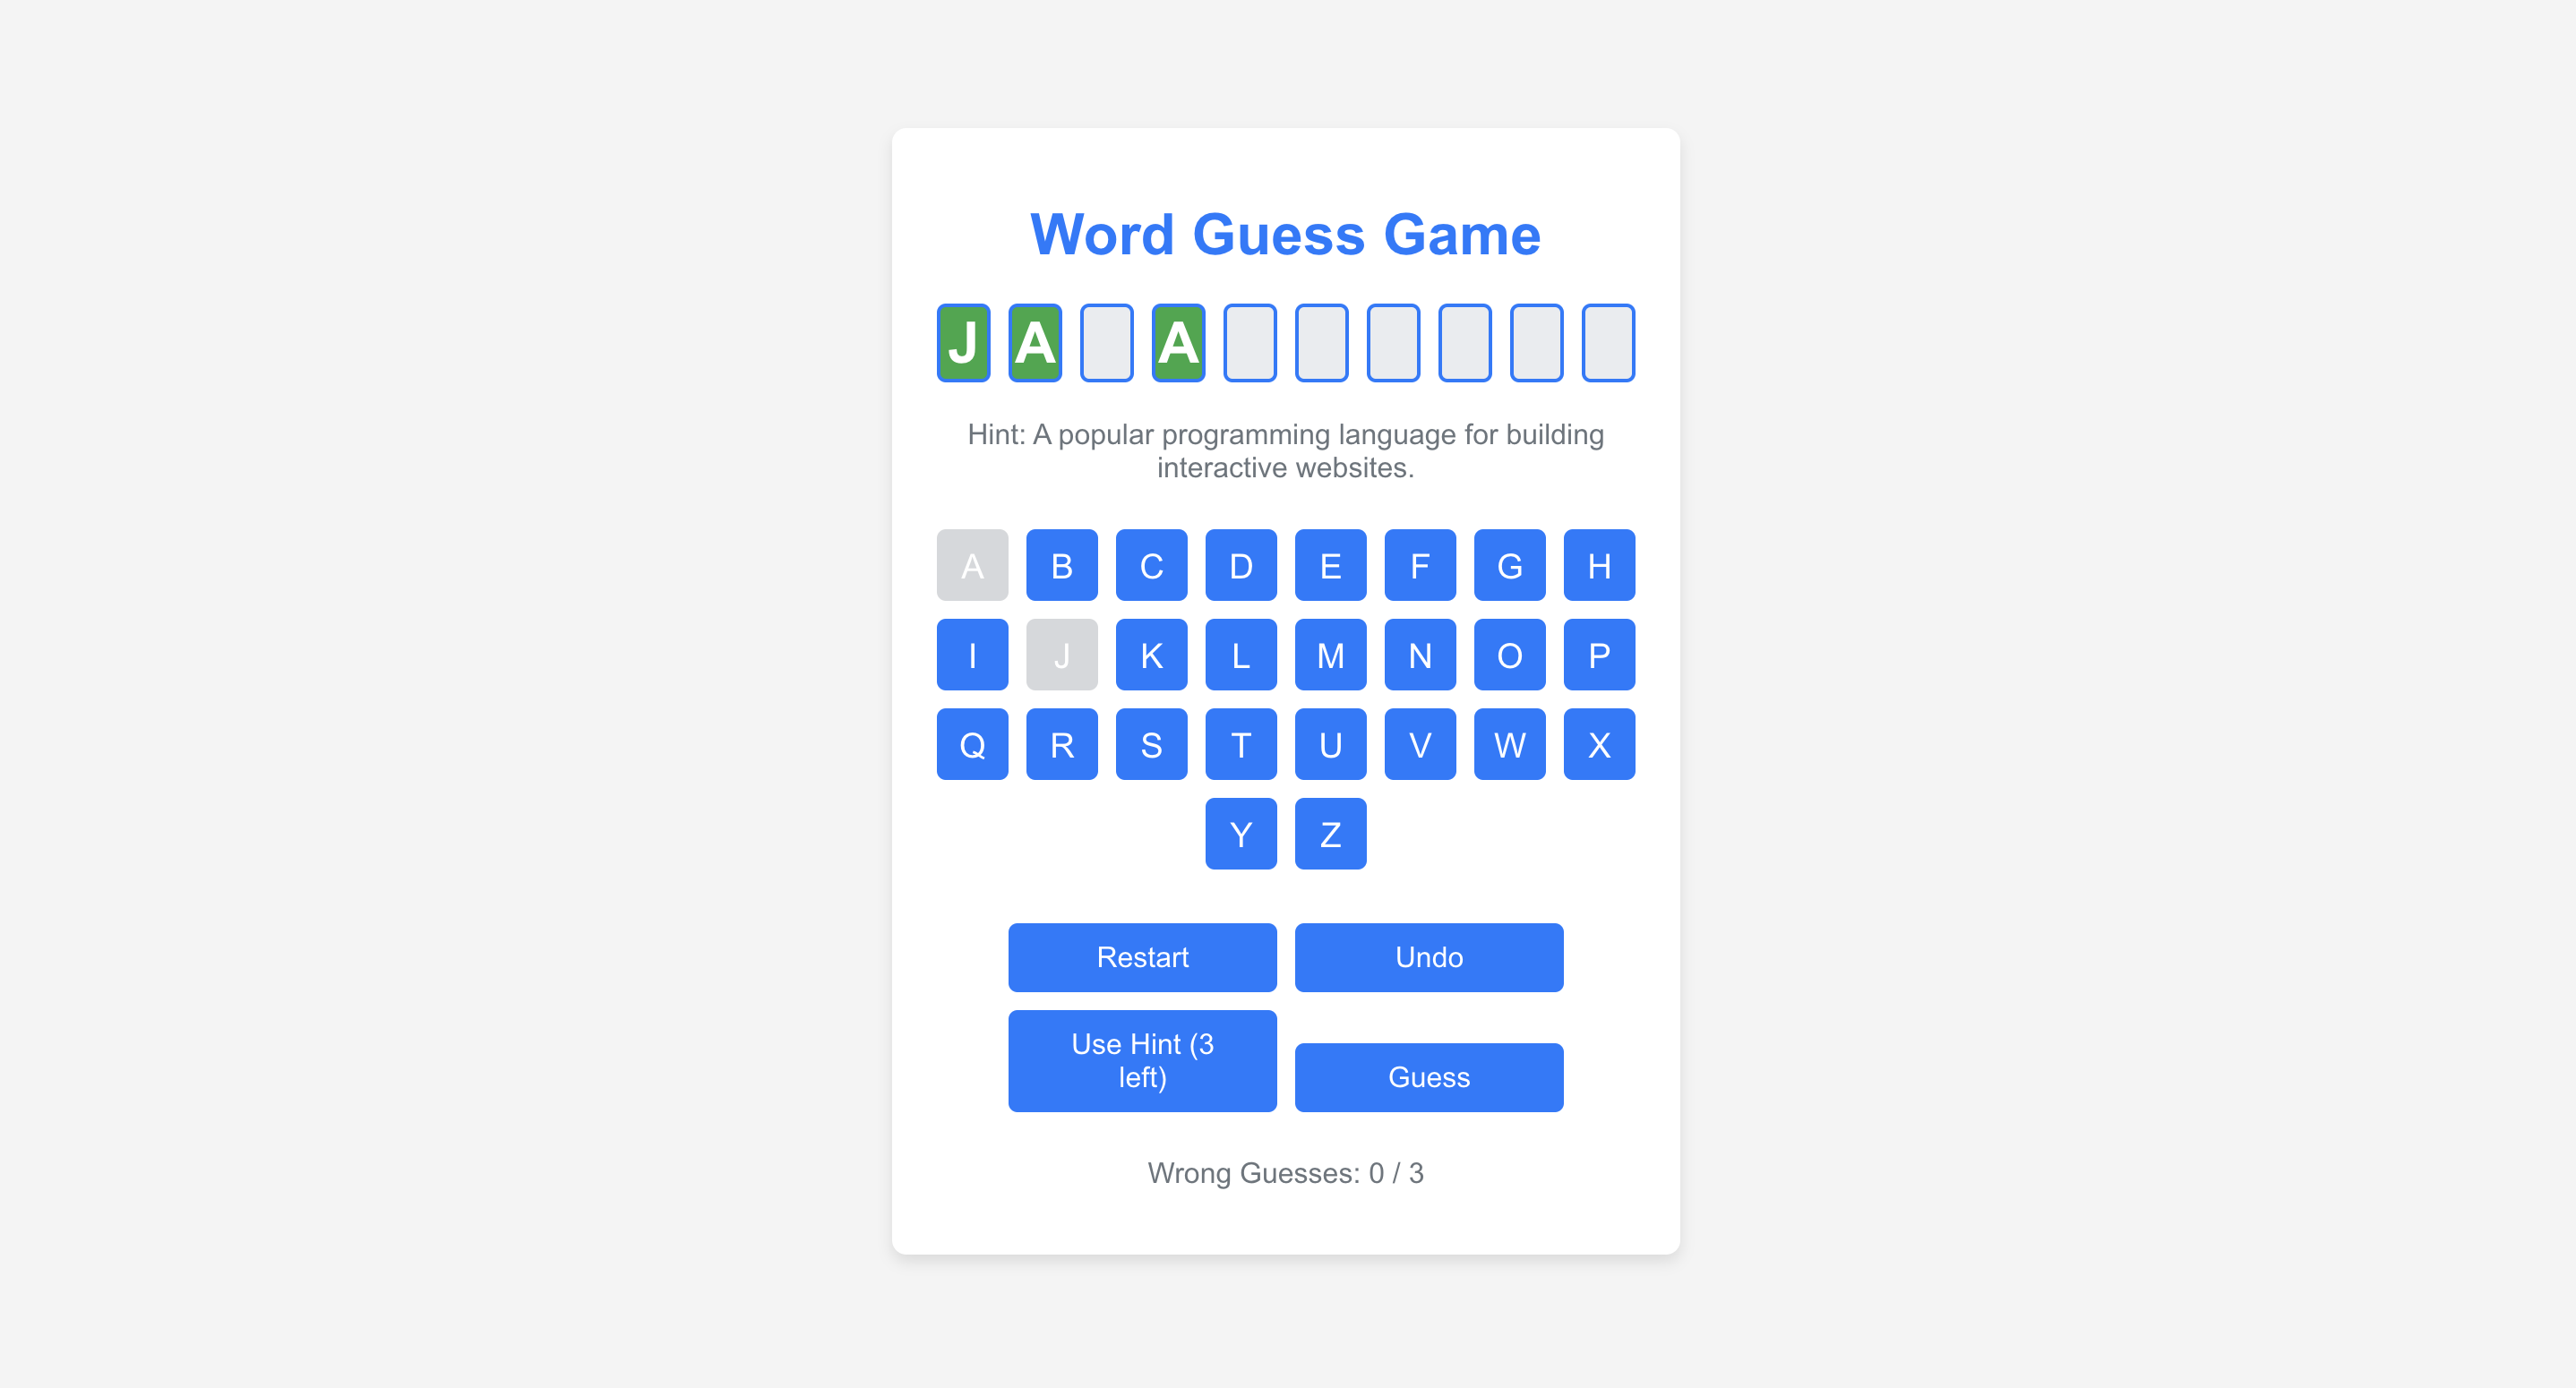 Word Guess Game
J A A
Hint: A popular programming language for building
interactive websites.
A B C D E F G H
I J K L M N O P
Q R S T U V W X
Y Z
Restart Undo
Use Hint (3
left)
Guess
Wrong Guesses: 0 / 3